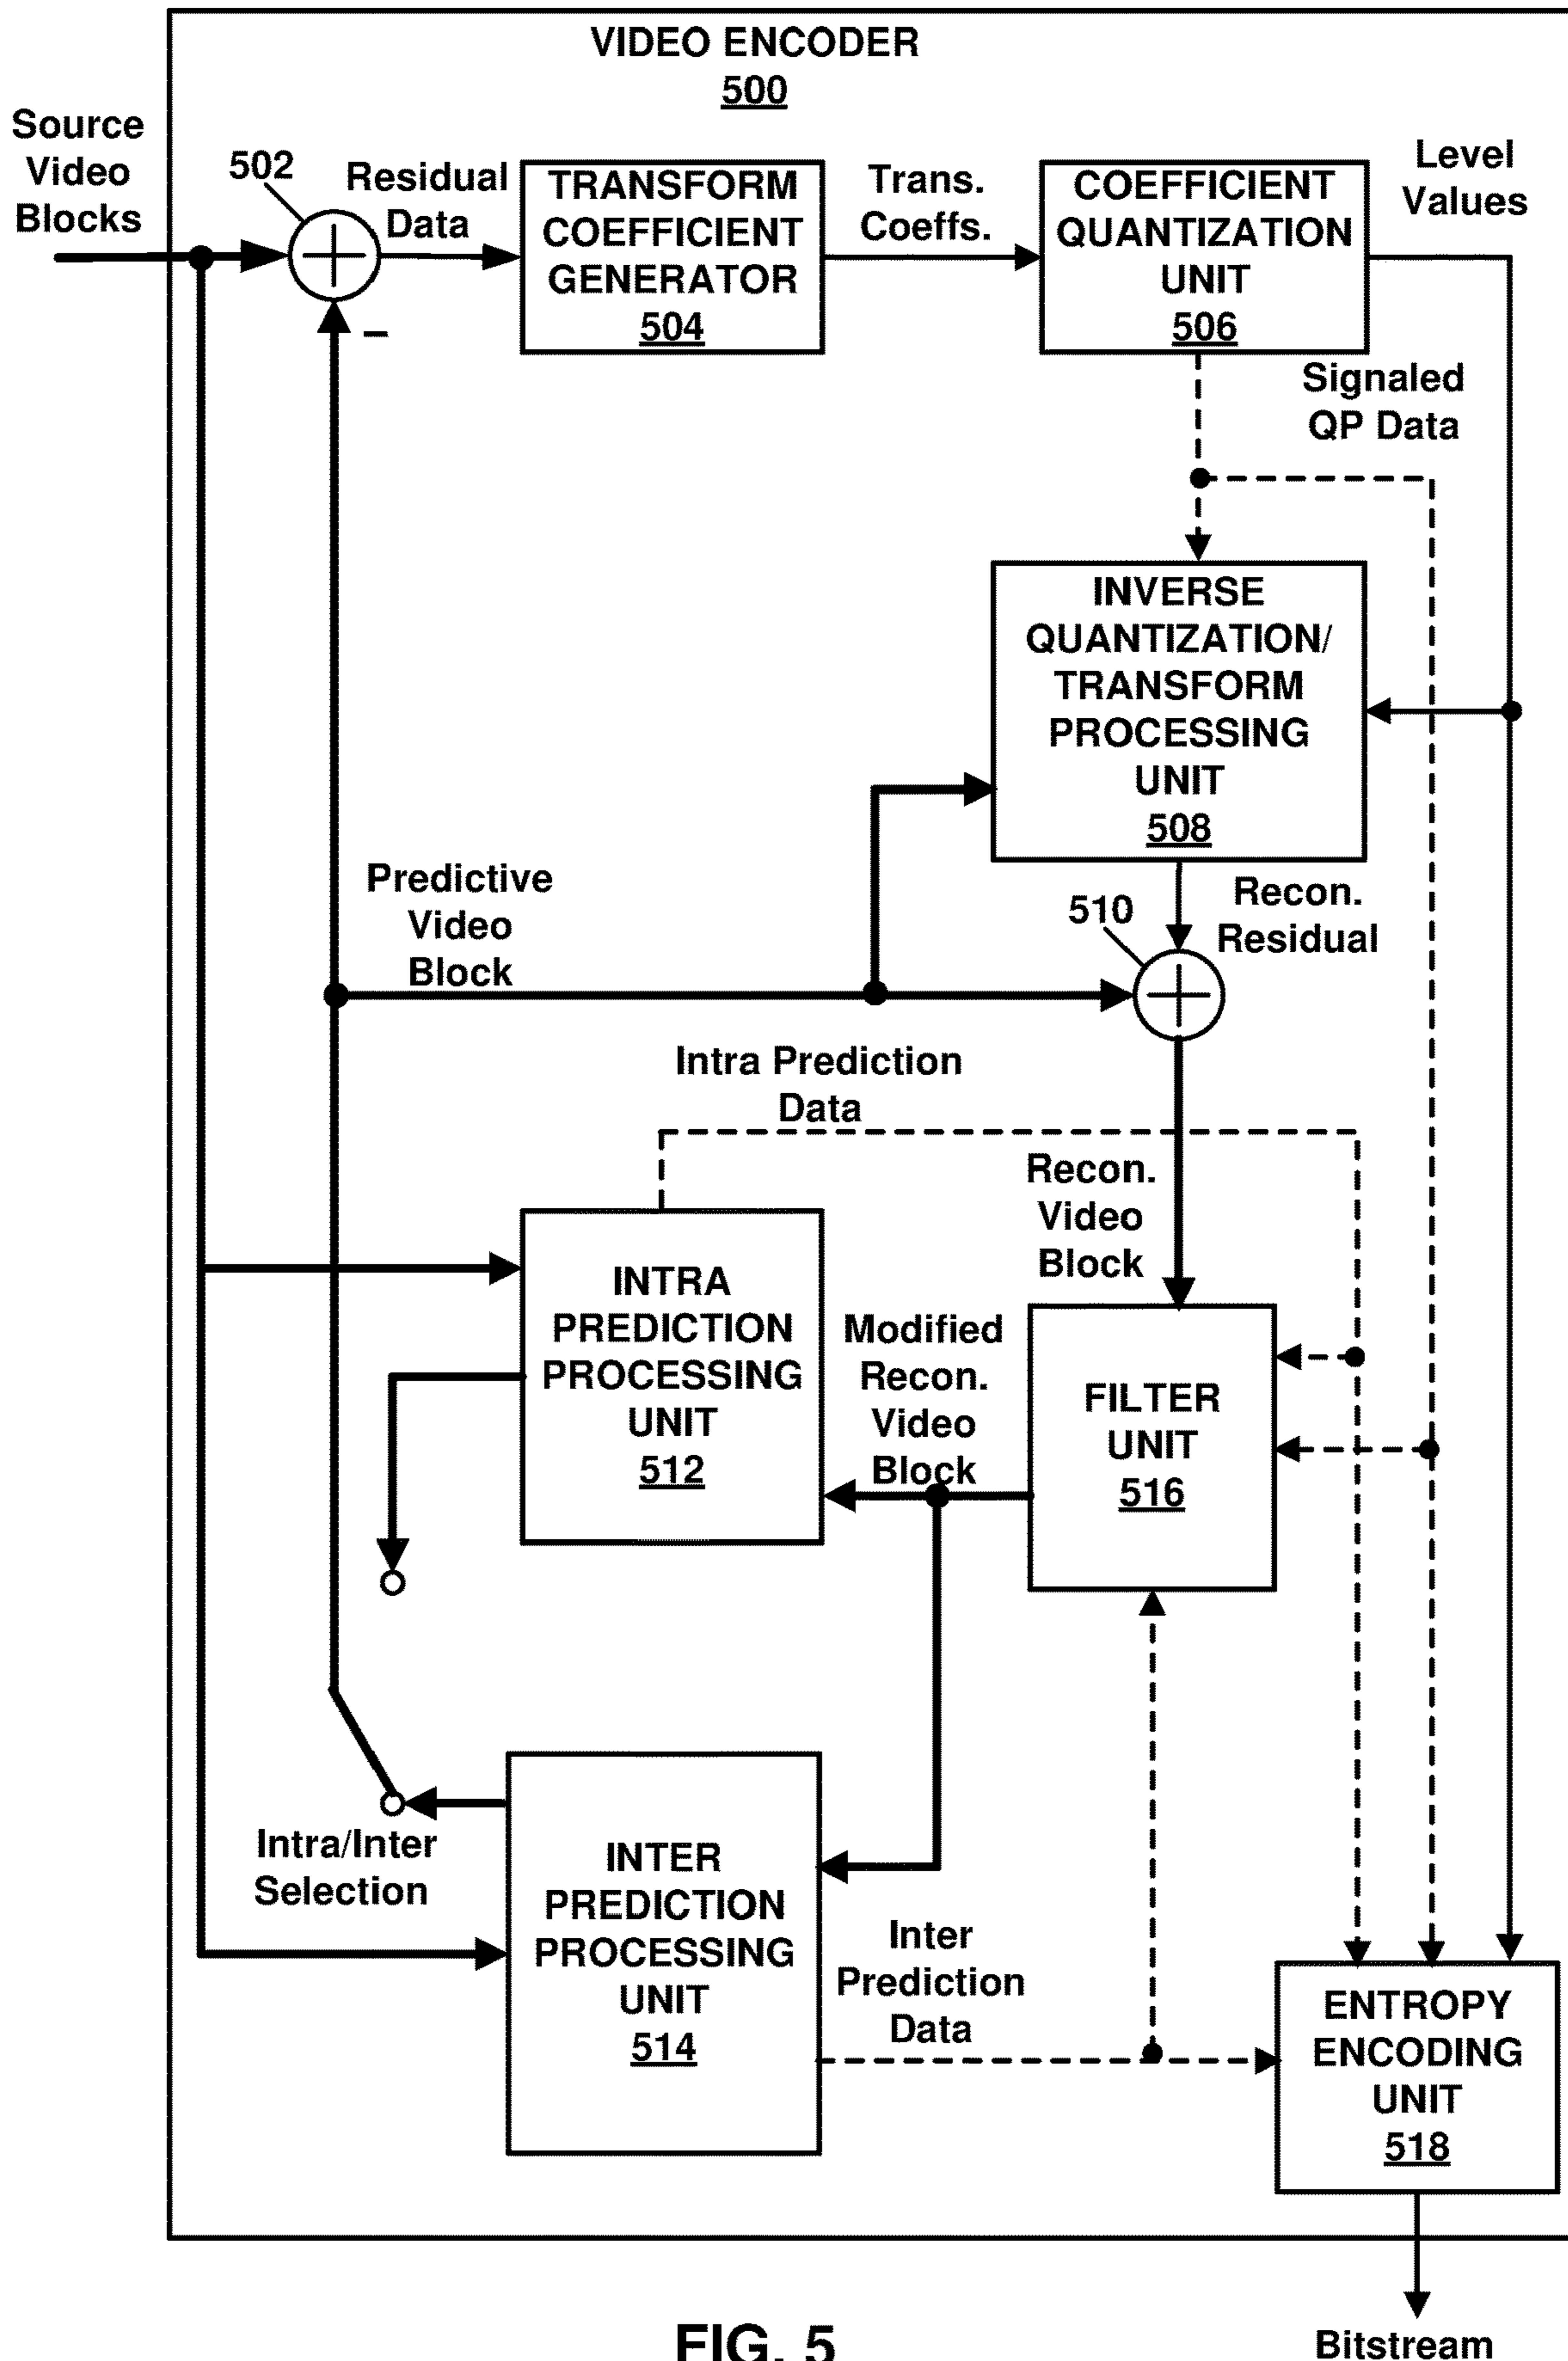 VIDEO ENCODER
500
Source
Video
Blocks
502
Residual
Data
TRANSFORM
COEFFICIENT
GENERATOR
504
Trans.
Coeffs.
COEFFICIENT
QUANTIZATION
UNIT
506
Level
Values
–
Signaled
QP Data
INVERSE
QUANTIZATION/
TRANSFORM
PROCESSING
UNIT
508
Predictive
Video
Block
510
Recon.
Residual
Intra Prediction
Data
Recon.
Video
Block
INTRA
PREDICTION
PROCESSING
UNIT
512
Modified
Recon.
Video
Block
FILTER
UNIT
516
Intra/Inter
Selection
INTER
PREDICTION
PROCESSING
UNIT
514
Inter
Prediction
Data
ENTROPY
ENCODING
UNIT
518
FIG. 5
Bitstream